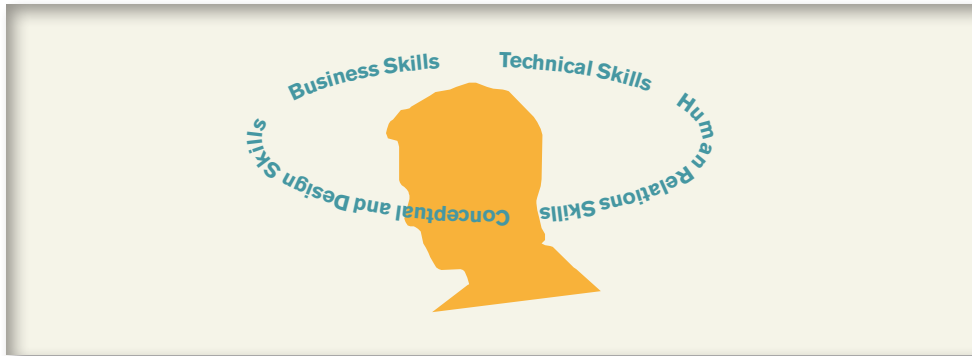 Business Skills
Technical Skills
Human Relations Skills
Conceptual and Design Skills